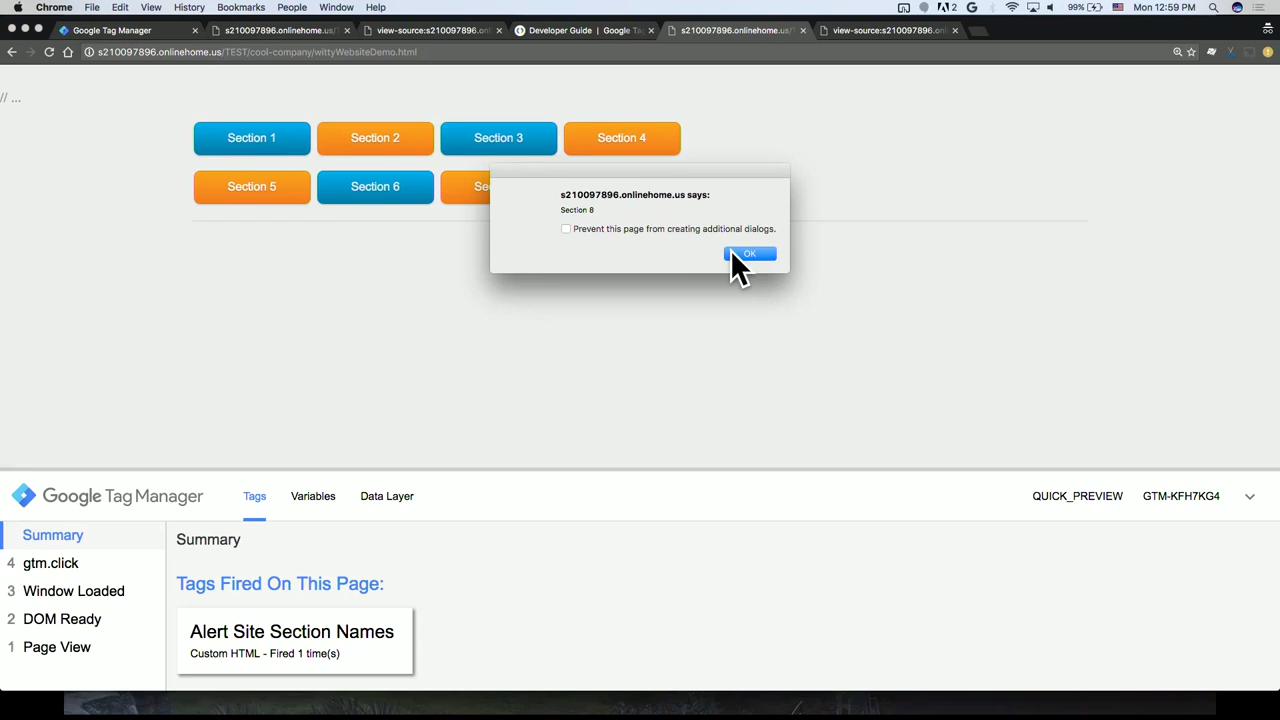 Chrome File Edit View History Bookmarks People Window Help 2 99% Mon 12:59 PM
Google Tag Manager s210097896.onlinehome.us/ view-source:s210097896.onl Developer Guide | Google Ta s210097896.onlinehome.us/ view-source:s210097896.onl
s210097896.onlinehome.us/TEST/cool-company/wittyWebsiteDemo.html
// ...
Section 1 Section 2 Section 3 Section 4
Section 5 Section 6 Se
s210097896.onlinehome.us says:
Section 8
Prevent this page from creating additional dialogs.
OK
Google Tag Manager Tags Variables Data Layer QUICK_PREVIEW GTM-KFH7KG4
Summary
4 gtm.click
3 Window Loaded
2 DOM Ready
1 Page View
Summary
Tags Fired On This Page:
Alert Site Section Names
Custom HTML - Fired 1 time(s)